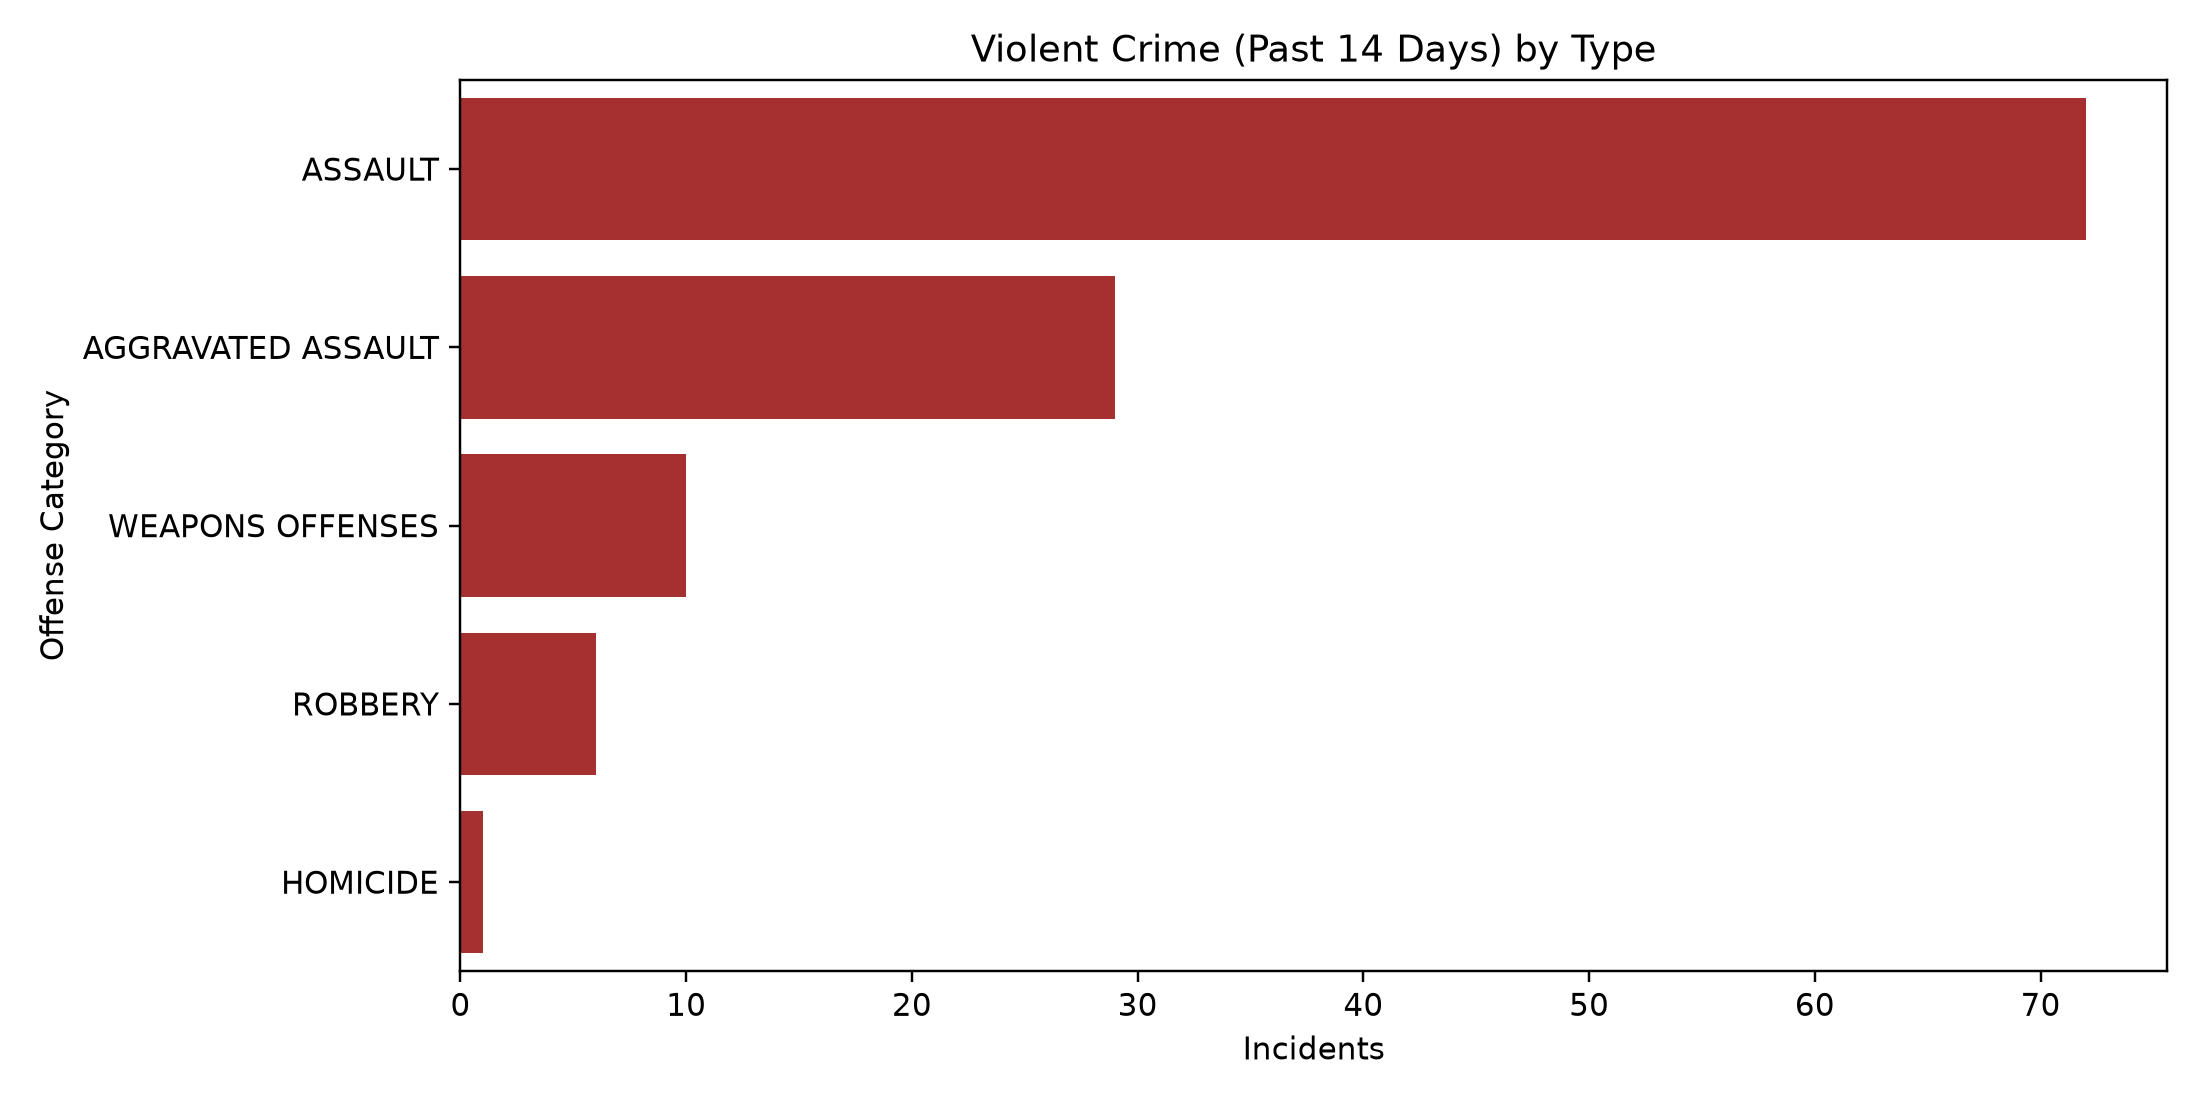 Violent Crime (Past 14 Days) by Type
Offense Category
ASSAULT
AGGRAVATED ASSAULT
WEAPONS OFFENSES
ROBBERY
HOMICIDE
0 10 20 30 40 50 60 70
Incidents